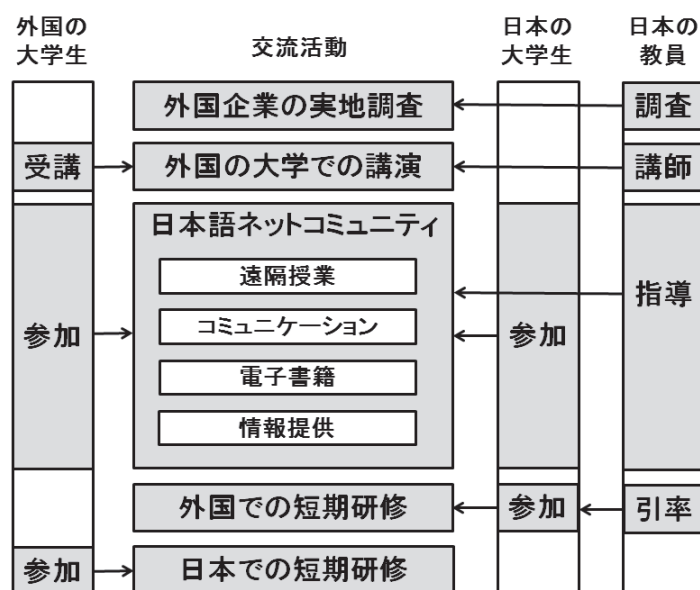 外国の
大学生
交流活動
日本の
大学生
日本の
教員
外国企業の実地調査
調査
受講
外国の大学での講演
講師
日本語ネットコミュニティ
遠隔授業
コミュニケーション
電子書籍
情報提供
参加
参加
指導
外国での短期研修
参加
引率
参加
日本での短期研修